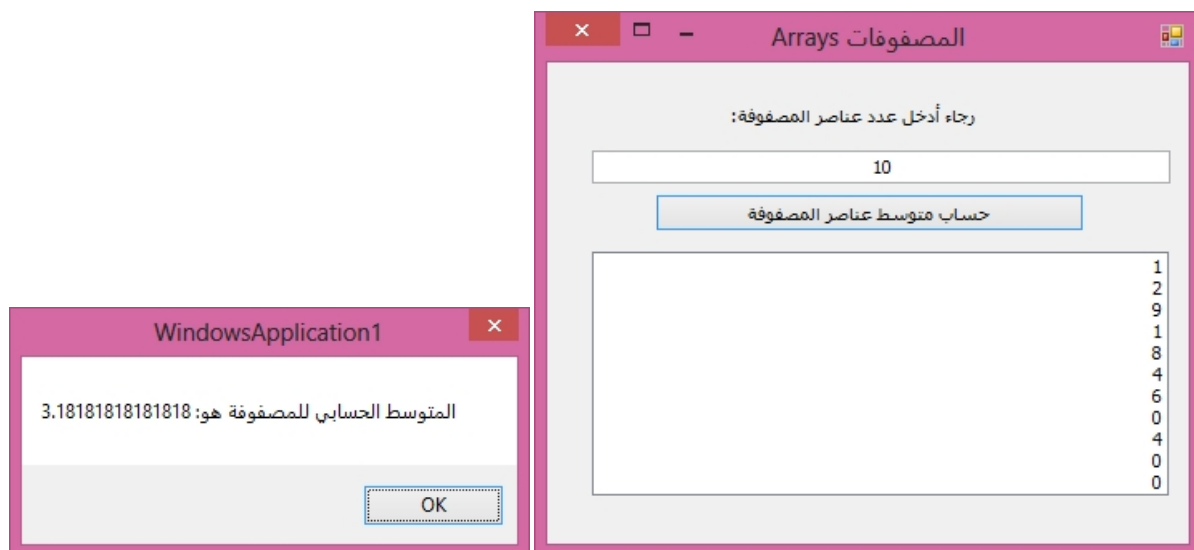 المصفوفات Arrays
رجاء أدخل عدد عناصر المصفوفة:
10
حساب متوسط عناصر المصفوفة
1
2
9
1
8
4
6
0
4
0
0
WindowsApplication1
المتوسط الحسابي للمصفوفة هو: 3.18181818181818
OK